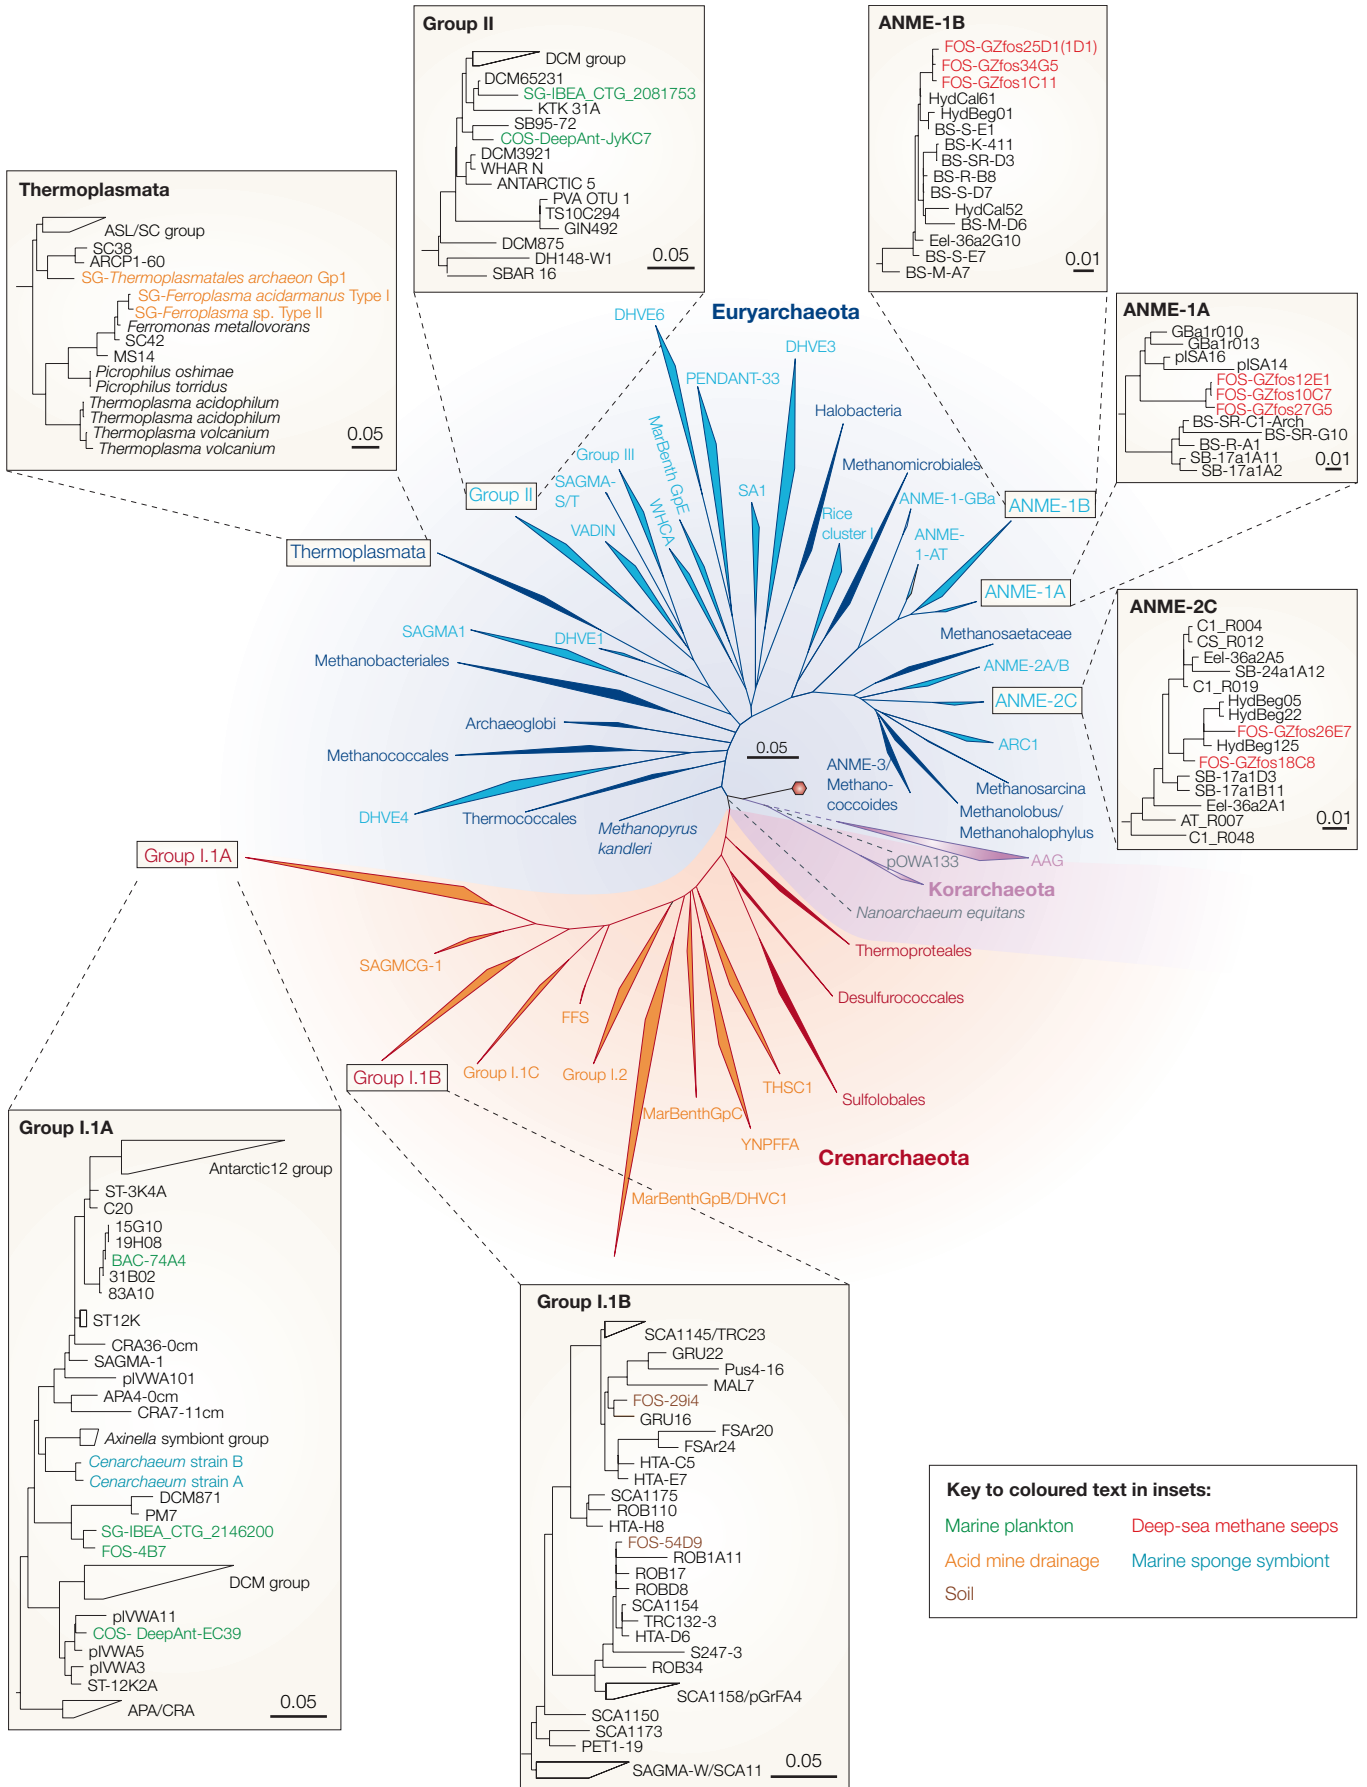 Group II
DCM group
DCM65231
SG-IBEA_CTG_2081753
KTK 31A
SB95-72
COS-DeepAnt-JyKC7
DCM3921
WHAR N
ANTARCTIC 5
PVA OTU 1
TS10C294
GIN492
DCM875
DH148-W1
SBAR 16
0.05
ANME-1B
FOS-GZfos25D1(1D1)
FOS-GZfos34G5
FOS-GZfos1C11
HydCal61
HydBeg01
BS-S-E1
BS-K-411
BS-SR-D3
BS-R-B8
BS-S-D7
HydCal52
BS-M-D6
Eel-36a2G10
BS-S-E7
BS-M-A7
0.01
Thermoplasmata
ASL/SC group
SC38
ARCP1-60
SG-Thermoplasmatales archaeon Gp1
SG-Ferroplasma acidarmanus Type I
SG-Ferroplasma sp. Type II
Ferromonas metallovorans
SC42
MS14
Picrophilus oshimae
Picrophilus torridus
Thermoplasma acidophilum
Thermoplasma acidophilum
Thermoplasma volcanium
Thermoplasma volcanium
0.05
ANME-1A
GBa1r010
GBa1r013
pISA16
pISA14
FOS-GZfos12E1
FOS-GZfos10C7
FOS-GZfos27G5
BS-SR-C1-Arch
BS-SR-G10
BS-R-A1
SB-17a1A11
SB-17a1A2
0.01
ANME-2C
C1_R004
CS_R012
Eel-36a2A5
SB-24a1A12
C1_R019
HydBeg05
HydBeg22
FOS-GZfos26E7
HydBeg125
FOS-GZfos18C8
SB-17a1D3
SB-17a1B11
Eel-36a2A1
AT_R007
C1_R048
0.01
Euryarchaeota
DHVE6
PENDANT-33
DHVE3
Halobacteria
Methanomicrobiales
Group III
MarBenth GpE
SAGMA-
S/T
WHCA
VADIN
SA1
Rice
cluster I
ANME-1-GBa
ANME-
1-AT
ANME-1B
ANME-1A
Group II
Thermoplasmata
SAGMA1
DHVE1
Methanobacteriales
Archaeoglobi
Methanococcales
DHVE4
Thermococcales
Methanopyrus
kandleri
0.05
Methanosaetaceae
ANME-2A/B
ANME-2C
ARC1
ANME-3/
Methano-
coccoides
Methanosarcina
Methanolobus/
Methanohalophylus
pOWA133
AAG
Korarchaeota
Nanoarchaeum equitans
Thermoproteales
Desulfurococcales
Sulfolobales
Crenarchaeota
Group I.1A
SAGMCG-1
Group I.1B
Group I.1C
FFS
Group I.2
MarBenthGpC
THSC1
YNPFFA
MarBenthGpB/DHVC1
Group I.1A
Antarctic12 group
ST-3K4A
C20
15G10
19H08
BAC-74A4
31B02
83A10
ST12K
CRA36-0cm
SAGMA-1
pIVWA101
APA4-0cm
CRA7-11cm
Axinella symbiont group
Cenarchaeum strain B
Cenarchaeum strain A
DCM871
PM7
SG-IBEA_CTG_2146200
FOS-4B7
DCM group
pIVWA11
COS- DeepAnt-EC39
pIVWA5
pIVWA3
ST-12K2A
APA/CRA
0.05
Group I.1B
SCA1145/TRC23
GRU22
Pus4-16
MAL7
FOS-29i4
GRU16
FSAr20
FSAr24
HTA-C5
HTA-E7
SCA1175
ROB110
HTA-H8
FOS-54D9
ROB1A11
ROB17
ROBD8
SCA1154
TRC132-3
HTA-D6
S247-3
ROB34
SCA1158/pGrFA4
SCA1150
SCA1173
PET1-19
SAGMA-W/SCA11
0.05
Key to coloured text in insets:
Marine plankton
Deep-sea methane seeps
Acid mine drainage
Marine sponge symbiont
Soil